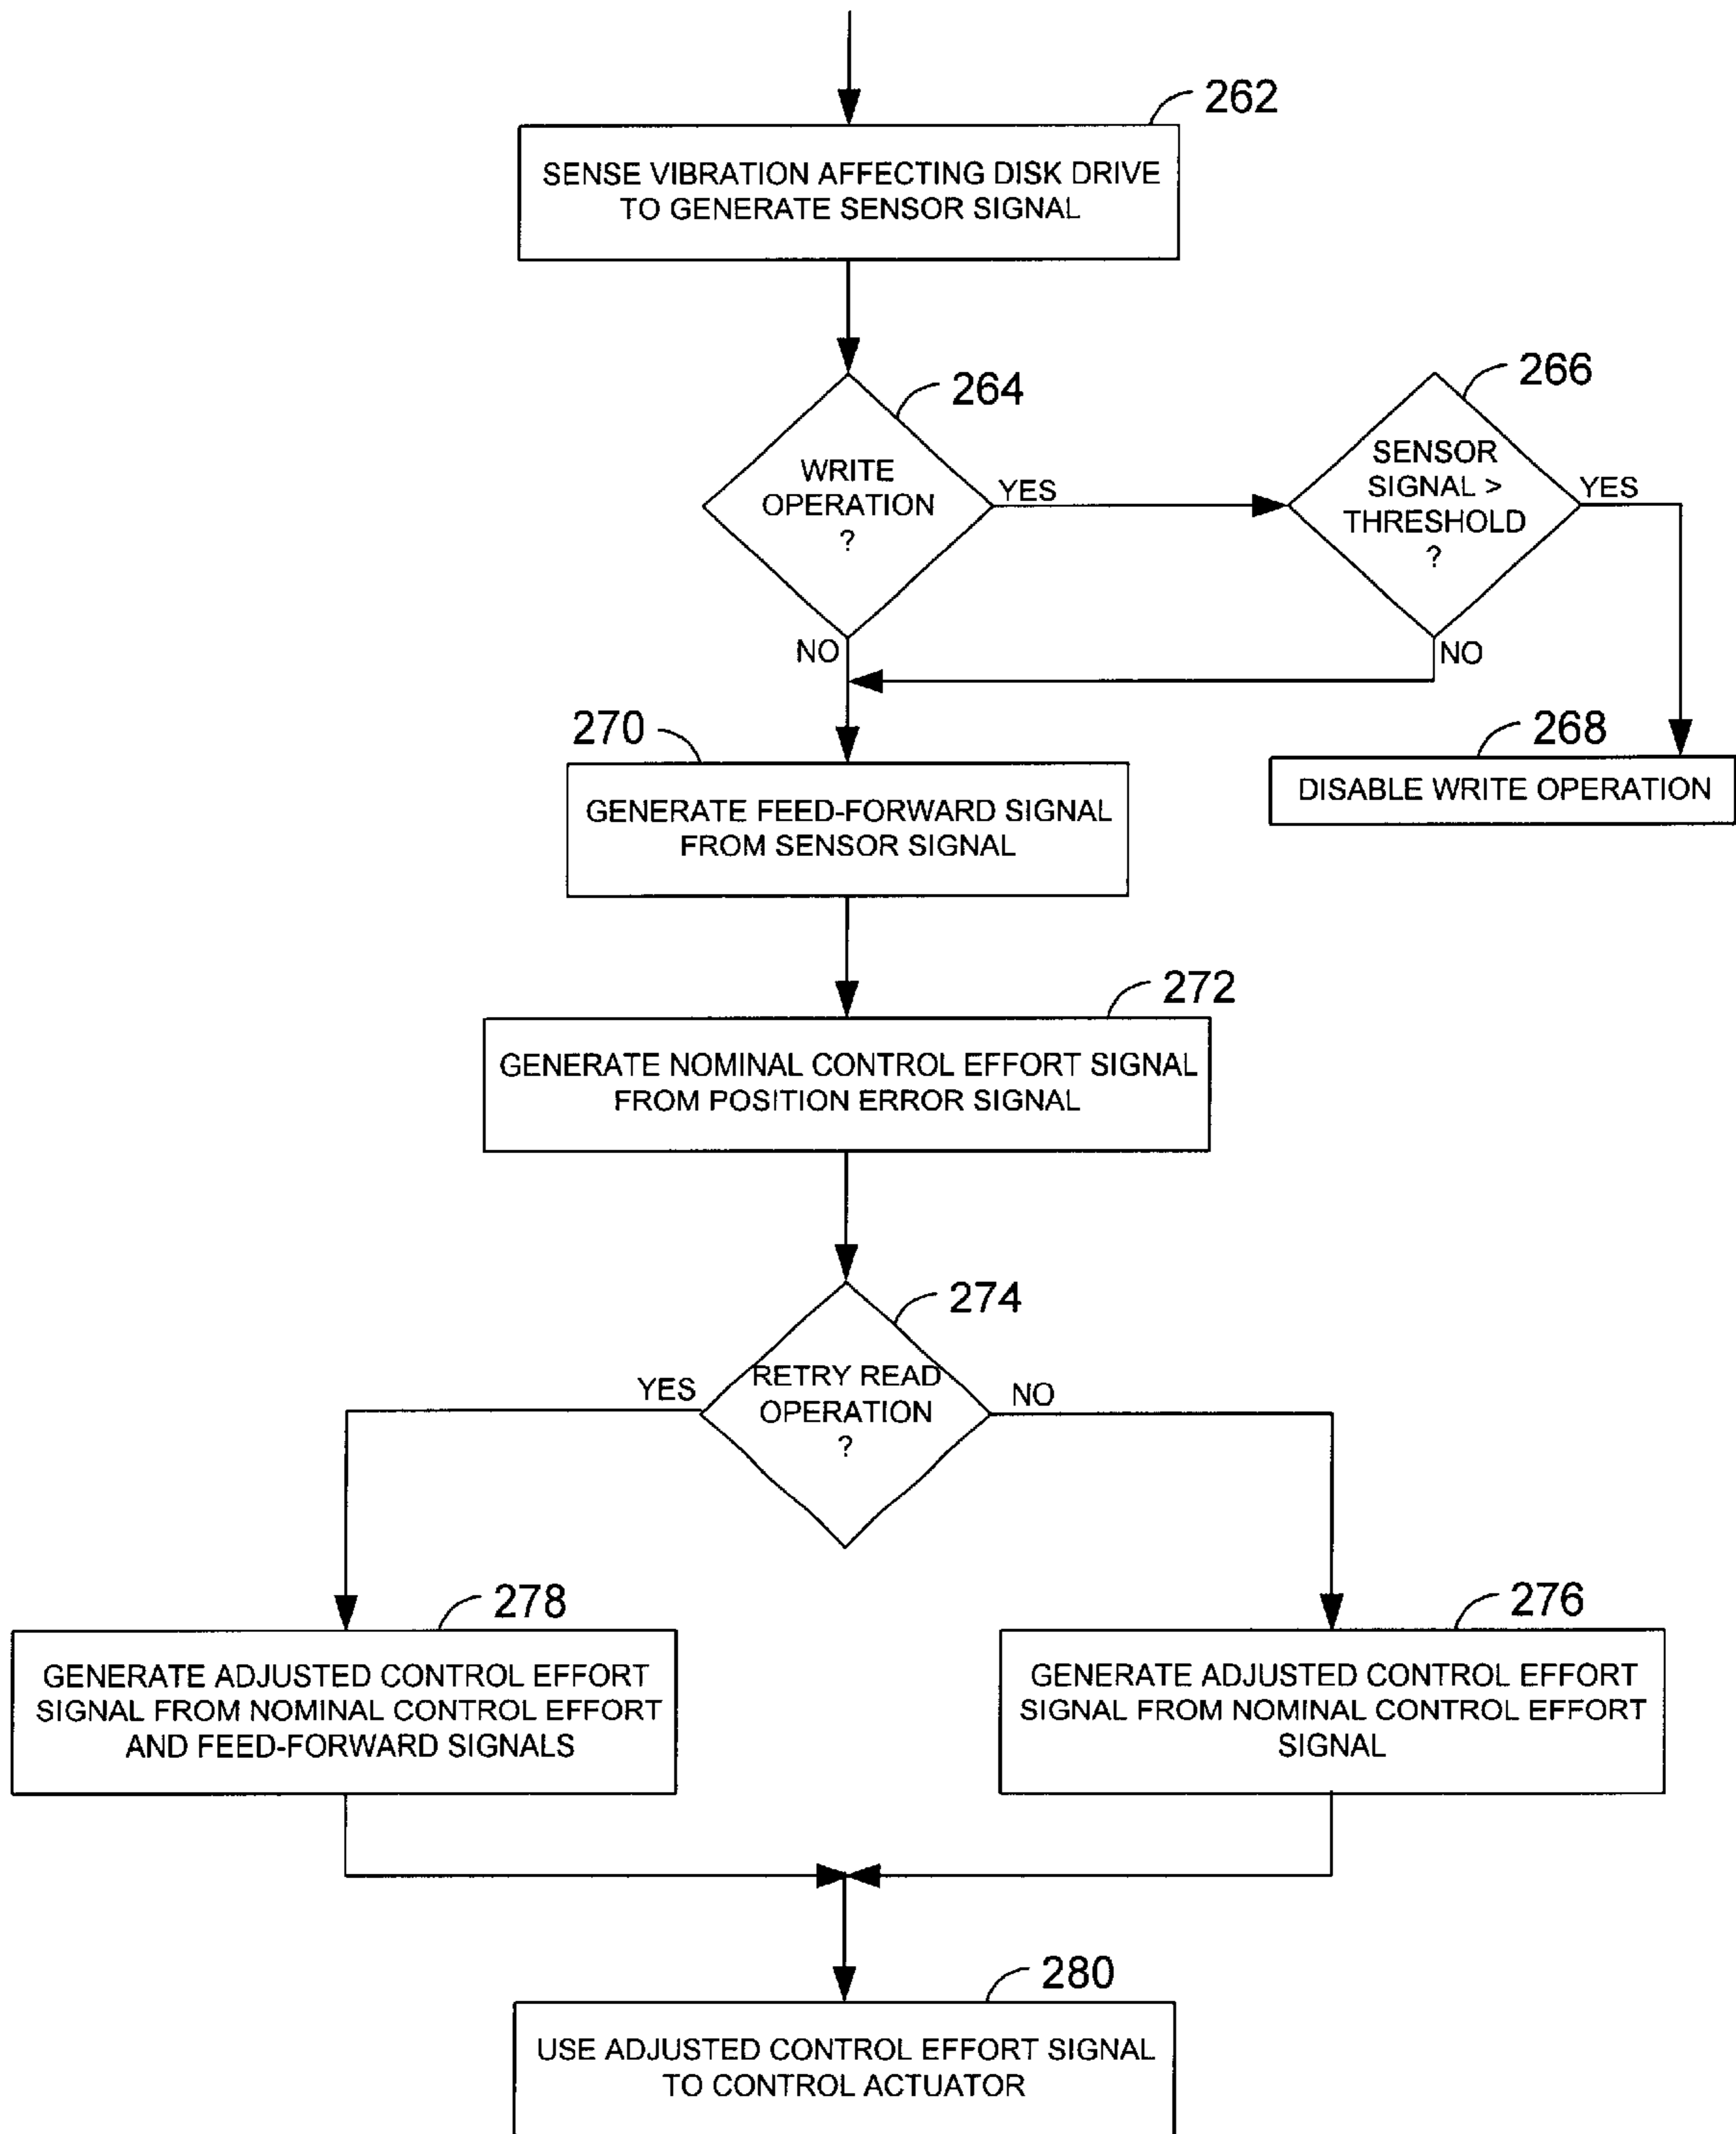 262
SENSE VIBRATION AFFECTING DISK DRIVE
TO GENERATE SENSOR SIGNAL
264
WRITE
OPERATION
?
YES
NO
266
SENSOR
SIGNAL >
THRESHOLD
?
YES
NO
268
DISABLE WRITE OPERATION
270
GENERATE FEED-FORWARD SIGNAL
FROM SENSOR SIGNAL
272
GENERATE NOMINAL CONTROL EFFORT SIGNAL
FROM POSITION ERROR SIGNAL
274
RETRY READ
OPERATION
?
YES
NO
278
GENERATE ADJUSTED CONTROL EFFORT
SIGNAL FROM NOMINAL CONTROL EFFORT
AND FEED-FORWARD SIGNALS
276
GENERATE ADJUSTED CONTROL EFFORT
SIGNAL FROM NOMINAL CONTROL EFFORT
SIGNAL
280
USE ADJUSTED CONTROL EFFORT SIGNAL
TO CONTROL ACTUATOR